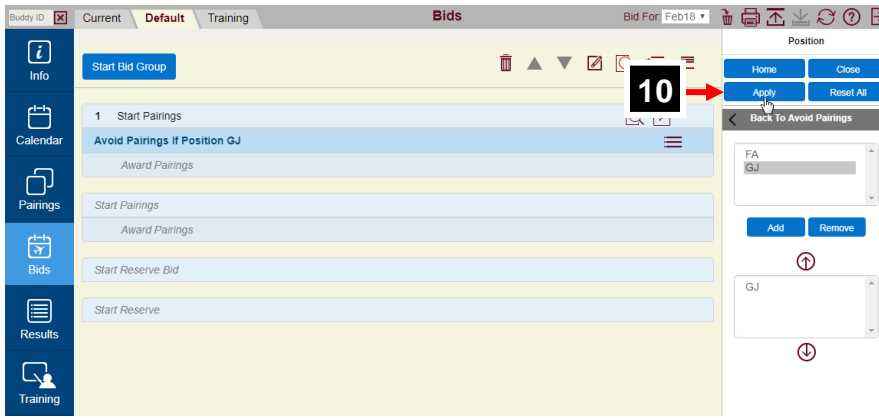 Buddy ID
Current Default Training
Bids
Bid For: Feb18
Info
Calendar
Pairings
Bids
Results
Training
Start Bid Group
1 Start Pairings
Avoid Pairings If Position GJ
Award Pairings
Start Pairings
Award Pairings
Start Reserve Bid
Start Reserve
10
Position
Home Close
Apply Reset All
Back To Avoid Pairings
FA
GJ
Add Remove
GJ